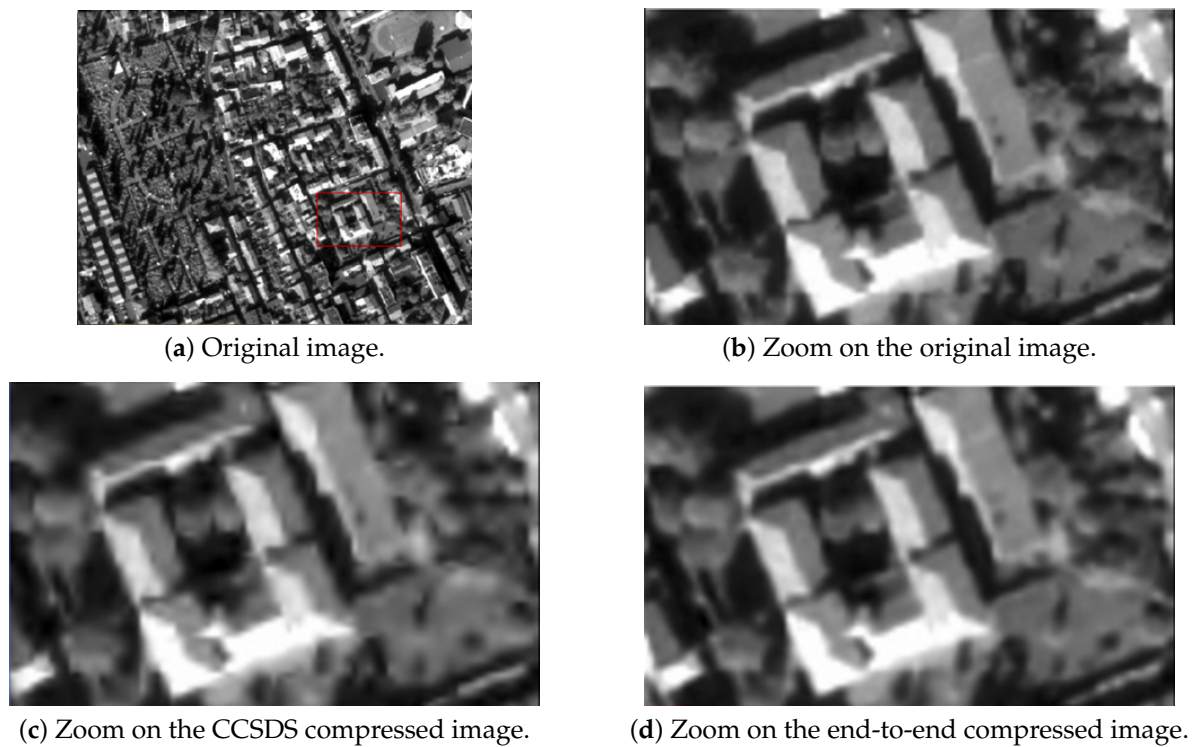 (a) Original image.
(b) Zoom on the original image.
(c) Zoom on the CCSDS compressed image.
(d) Zoom on the end-to-end compressed image.